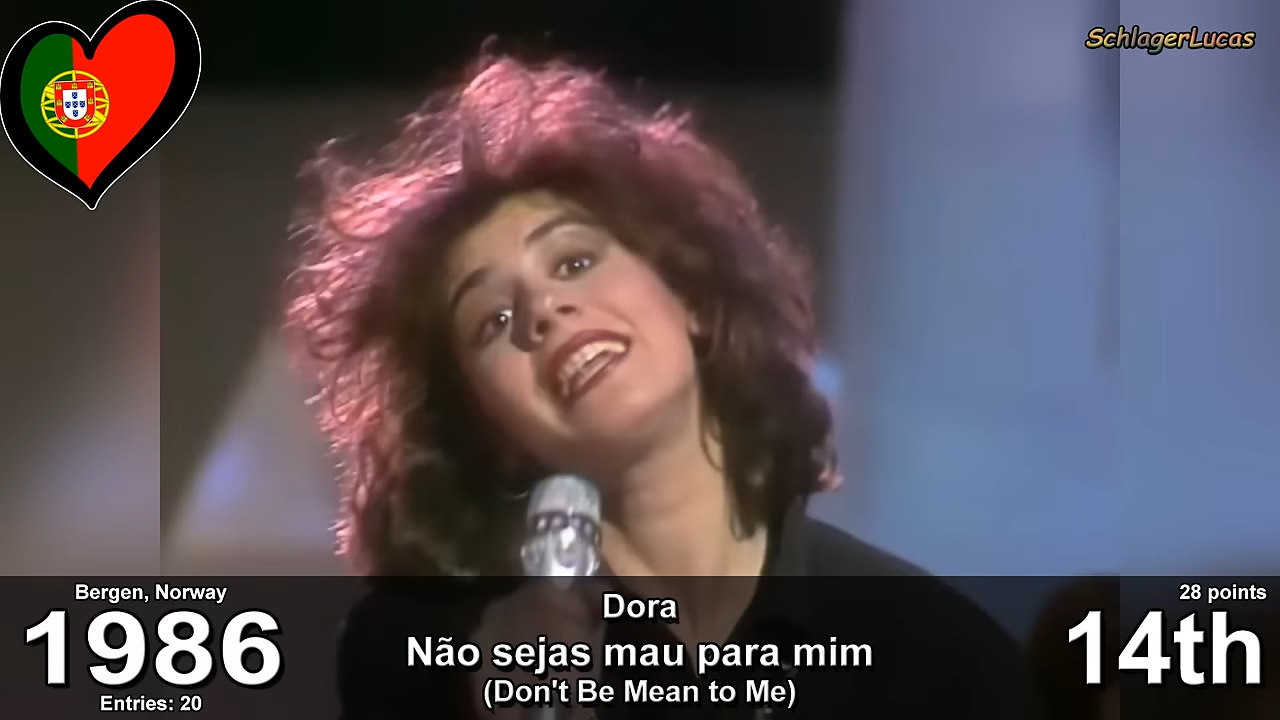 SchlagerLucas
Bergen, Norway
1986
Entries: 20
Dora
Não sejas mau para mim
(Don't Be Mean to Me)
28 points
14th